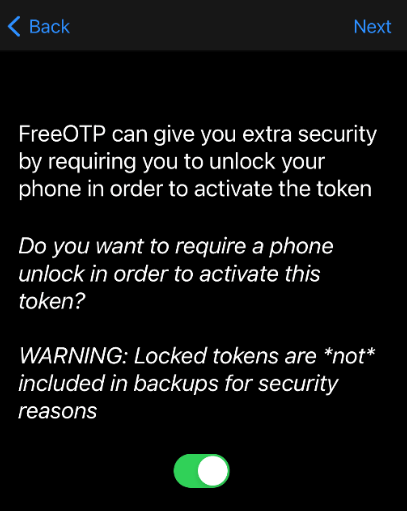 Back
Next
FreeOTP can give you extra security
by requiring you to unlock your
phone in order to activate the token
Do you want to require a phone
unlock in order to activate this
token?
WARNING: Locked tokens are *not*
included in backups for security
reasons